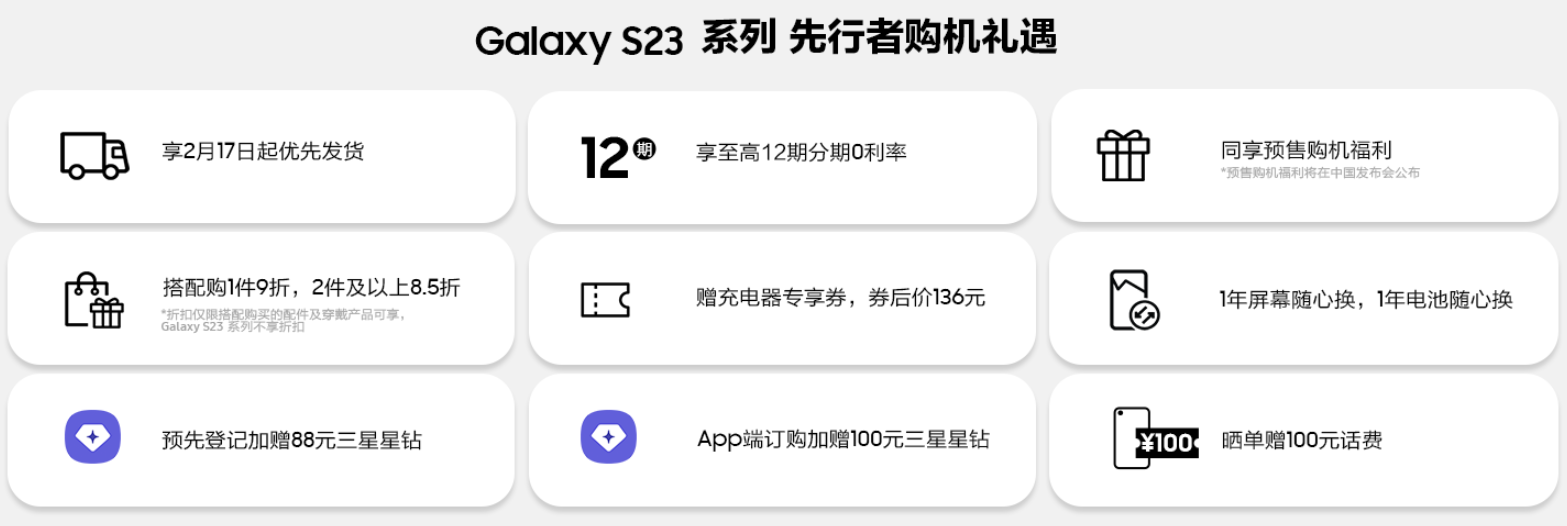 Galaxy S23 系列 先行者购机礼遇
享2月17日起优先发货
12期
享至高12期分期0利率
同享预售购机福利
*预售购机福利将在中国发布会公布
搭配购1件9折，2件及以上8.5折
*折扣仅限搭配购买的配件及穿戴产品可享，
Galaxy S23 系列不享折扣
赠充电器专享券，券后价136元
1年屏幕随心换，1年电池随心换
预先登记加赠88元三星星钻
App端订购加赠100元三星星钻
¥100
晒单赠100元话费